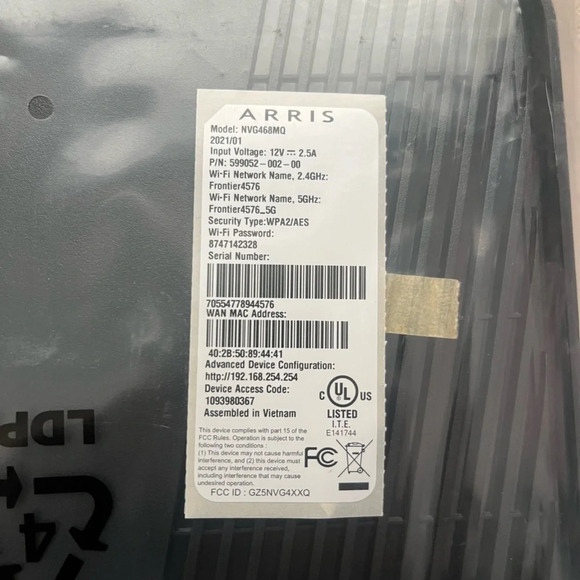 ARRIS
Model: NVG468MQ
2021/01
Input Voltage: 12V ⎓ 2.5A
P/N: 599052-002-00
Wi-Fi Network Name, 2.4GHz:
Frontier4576
Wi-Fi Network Name, 5GHz:
Frontier4576_5G
Security Type:WPA2/AES
Wi-Fi Password:
8747142328
Serial Number:
70554778944576
WAN MAC Address:
40:2B:50:89:44:41
Advanced Device Configuration:
http://192.168.254.254
Device Access Code:
1093980367
Assembled in Vietnam
C UL US
LISTED
I.T.E.
E141744
This device complies with part 15 of the
FCC Rules. Operation is subject to the
following two conditions :
(1) This device may not cause harmful
interference, and (2) this device must
accept any interference received,
including interference that may cause
undesired operation.
FC
FCC ID : GZ5NVG4XXQ
LDP
4